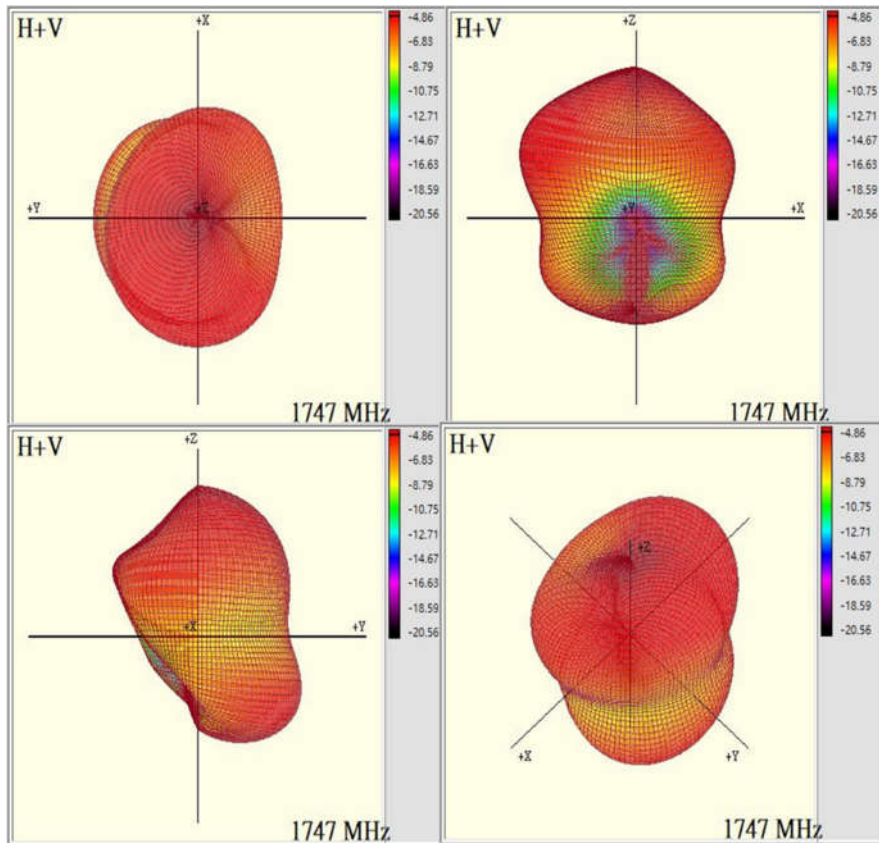 H+V
+X
-4.86
-6.83
-8.79
-10.75
-12.71
-14.67
-16.63
-18.59
-20.56
+Y
+Z
1747 MHz
H+V
+Z
-4.86
-6.83
-8.79
-10.75
-12.71
-14.67
-16.63
-18.59
-20.56
+Y
+X
1747 MHz
H+V
+Z
-4.86
-6.83
-8.79
-10.75
-12.71
-14.67
-16.63
-18.59
-20.56
+X
+Y
1747 MHz
H+V
-4.86
-6.83
-8.79
-10.75
-12.71
-14.67
-16.63
-18.59
-20.56
+Z
+X
+Y
1747 MHz